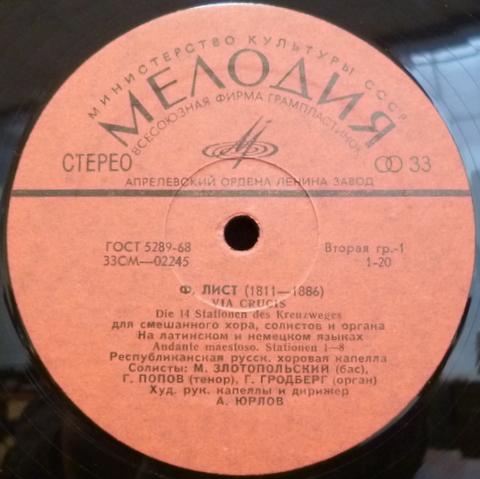 МИНИСТЕРСТВО КУЛЬТУРЫ СССР
МЕЛОДИЯ
ВСЕСОЮЗНАЯ ФИРМА ГРАМПЛАСТИНОК
СТЕРЕО
33
АПРЕЛЕВСКИЙ ОРДЕНА ЛЕНИНА ЗАВОД
ГОСТ 5289-68
Вторая гр.-1
33СМ—02245
1-20
Ф. ЛИСТ (1811—1886)
VIA CRUCIS
Die 14 Stationen des Kreuzweges
для смешанного хора, солистов и органа
На латинском и немецком языках
Andante maestoso. Stationen 1—8
Республиканская русск. хоровая капелла
Солисты: М. ЗЛОТОПОЛЬСКИЙ (бас),
Г. ПОПОВ (тенор), Г. ГРОДБЕРГ (орган)
Худ. рук. капеллы и дирижер
А. ЮРЛОВ